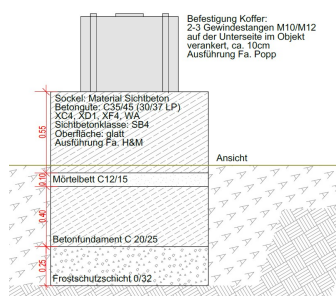 Befestigung Koffer:
2-3 Gewindestangen M10/M12
auf der Unterseite im Objekt
verankert, ca. 10cm
Ausführung Fa. Popp
Sockel: Material Sichtbeton
Betongüte: C35/45 (30/37 LP)
XC4, XD1, XF4, WA
Sichtbetonklasse: SB4
Oberfläche: glatt
Ausführung Fa. H&M
0.55
Ansicht
0.10
Mörtelbett C12/15
0.40
Betonfundament C 20/25
0.25
Frostschutzschicht 0/32